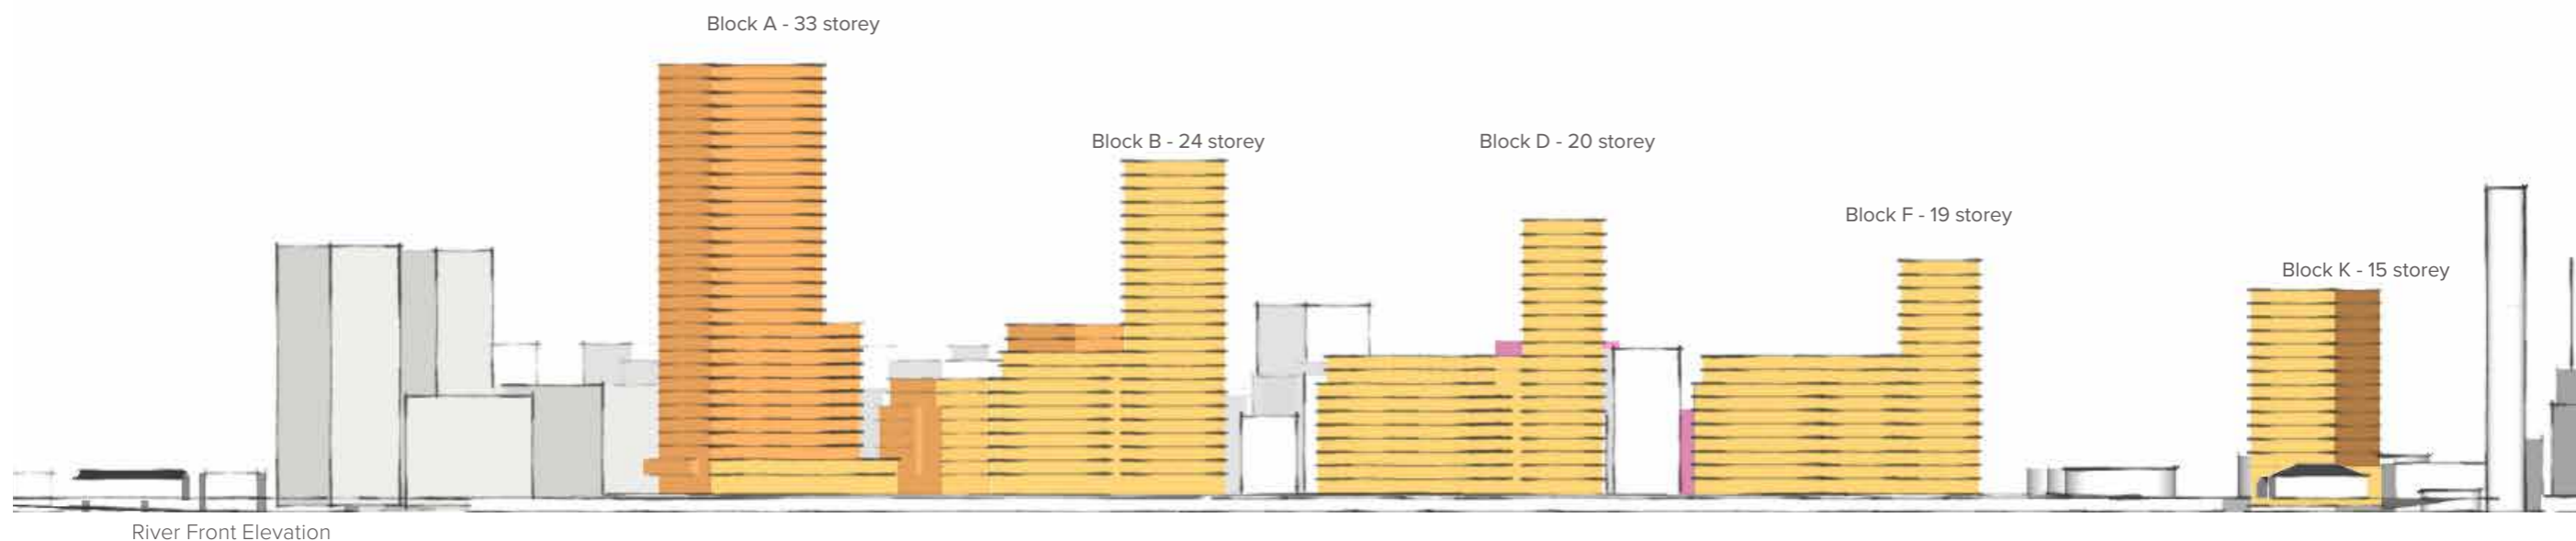 Block A - 33 storey
Block B - 24 storey
Block D - 20 storey
Block F - 19 storey
Block K - 15 storey
River Front Elevation